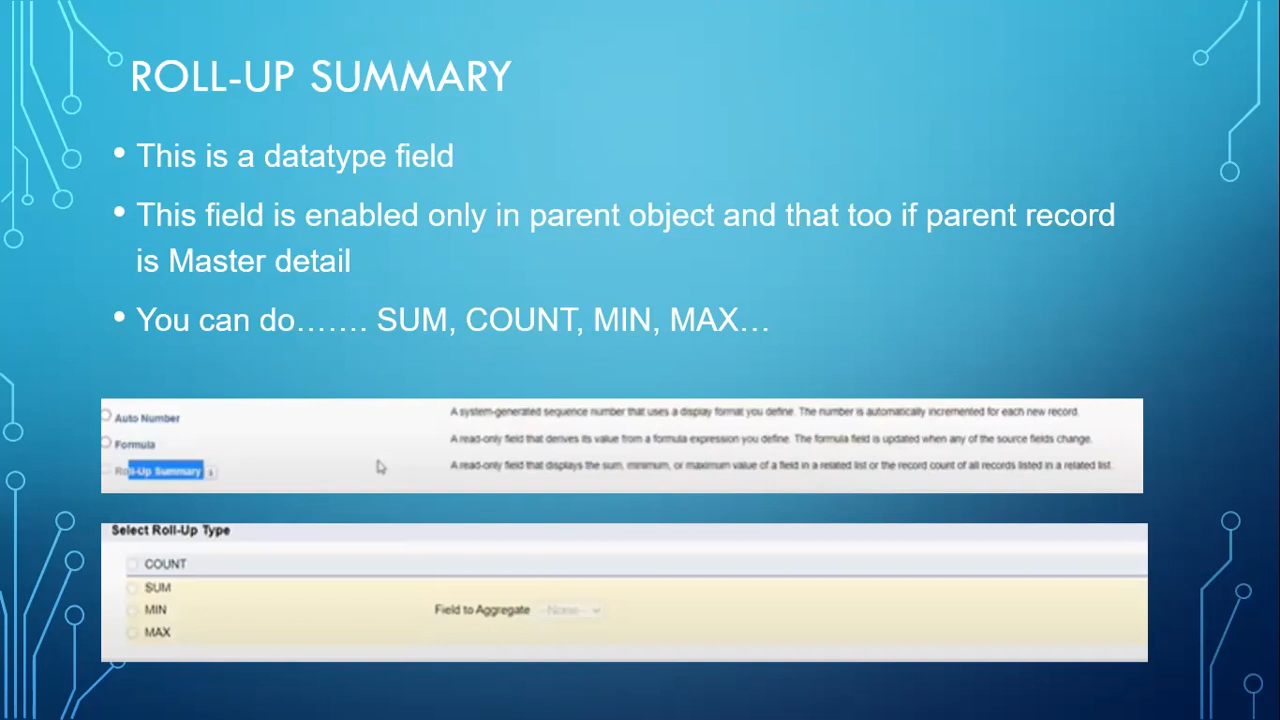 ROLL-UP SUMMARY
• This is a datatype field
• This field is enabled only in parent object and that too if parent record
is Master detail
• You can do……. SUM, COUNT, MIN, MAX…
Auto Number A system-generated sequence number that uses a display format you define. The number is automatically incremented for each new record.
Formula A read-only field that derives its value from a formula expression you define. The formula field is updated when any of the source fields change.
Roll-Up Summary i A read-only field that displays the sum, minimum, or maximum value of a field in a related list or the record count of all records listed in a related list.
Select Roll-Up Type
COUNT
SUM
MIN Field to Aggregate --None--
MAX